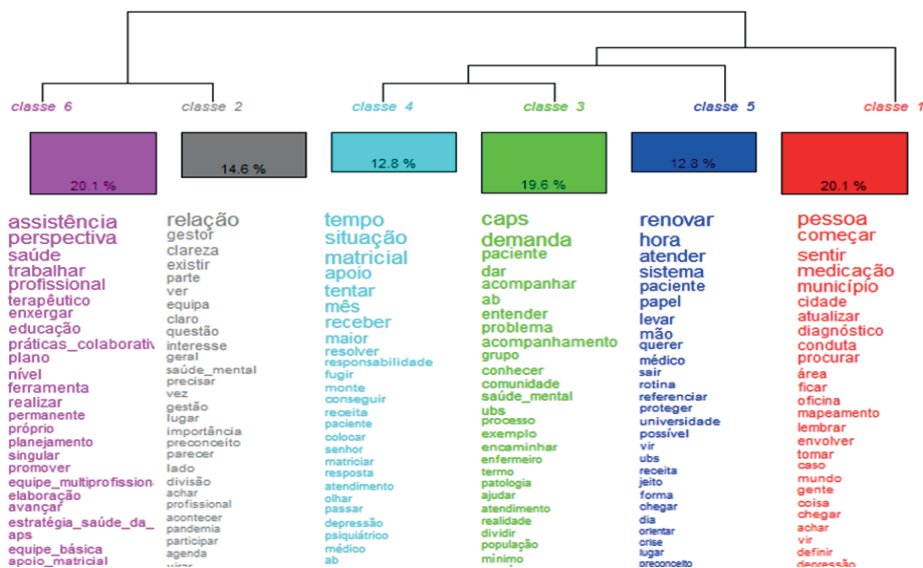 classe 6
classe 2
classe 4
classe 3
classe 5
classe 1
20.1 %
14.6 %
12.8 %
19.6 %
12.8 %
20.1 %
assistência
perspectiva
saúde
trabalhar
profissional
terapêutico
enxergar
educação
práticas_colaborativ
plano
nível
ferramenta
realizar
permanente
próprio
planejamento
singular
promover
equipe_multiprofission
elaboração
avançar
estratégia_saúde_da_
aps
equipe_básica
apoio_matricial
relação
gestor
clareza
existir
parte
ver
equipa
claro
questão
interesse
geral
saúde_mental
precisar
vez
gestão
lugar
importância
preconceito
parecer
lado
divisão
achar
profissional
acontecer
pandemia
participar
agenda
virar
tempo
situação
matricial
apoio
tentar
mês
receber
maior
resolver
responsabilidade
fugir
monte
conseguir
receita
paciente
colocar
senhor
matriciar
resposta
atendimento
olhar
passar
depressão
psiquiátrico
médico
ab
caps
demanda
paciente
dar
acompanhar
ab
entender
problema
acompanhamento
grupo
conhecer
comunidade
saúde_mental
ubs
processo
exemplo
encaminhar
enfermeiro
termo
patologia
ajudar
atendimento
realidade
dividir
população
mínimo
renovar
hora
atender
sistema
paciente
papel
levar
mão
querer
médico
sair
rotina
referenciar
proteger
universidade
possível
vir
ubs
receita
jeito
forma
chegar
dia
orientar
crise
lugar
preconceito
pessoa
começar
sentir
medicação
município
cidade
atualizar
diagnóstico
conduta
procurar
área
ficar
oficina
mapeamento
lembrar
envolver
tomar
caso
mundo
gente
coisa
chegar
achar
vir
definir
depressão